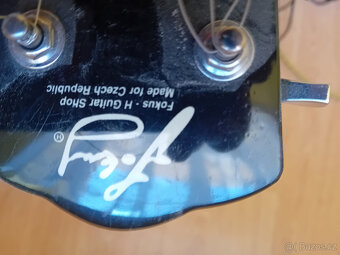 Fokus - H Guitar Shop
Made for Czech Republic
Bazos.cz